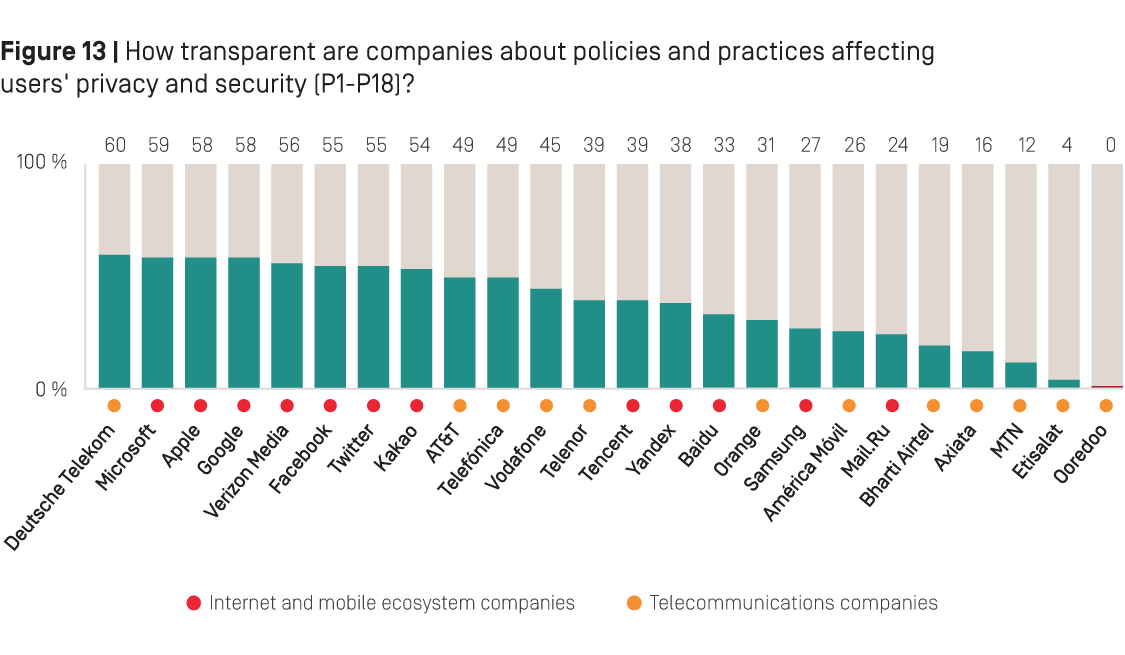 Figure 13 | How transparent are companies about policies and practices affecting
users' privacy and security (P1-P18)?
60 59 58 58 56 55 55 54 49 49 45 39 39 38 33 31 27 26 24 19 16 12 4 0
100 %
0 %
Deutsche Telekom
Microsoft
Apple
Google
Verizon Media
Facebook
Twitter
Kakao
AT&T
Telefónica
Vodafone
Telenor
Tencent
Yandex
Baidu
Orange
Samsung
América Móvil
Mail.Ru
Bharti Airtel
Axiata
MTN
Etisalat
Ooredoo
Internet and mobile ecosystem companies
Telecommunications companies